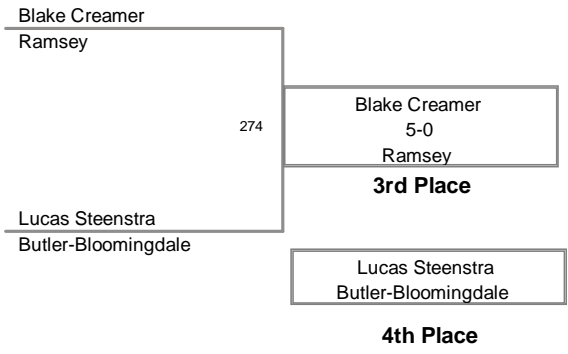 Blake Creamer
Ramsey
274
Blake Creamer
5-0
Ramsey
3rd Place
Lucas Steenstra
Butler-Bloomingdale
Lucas Steenstra
Butler-Bloomingdale
4th Place